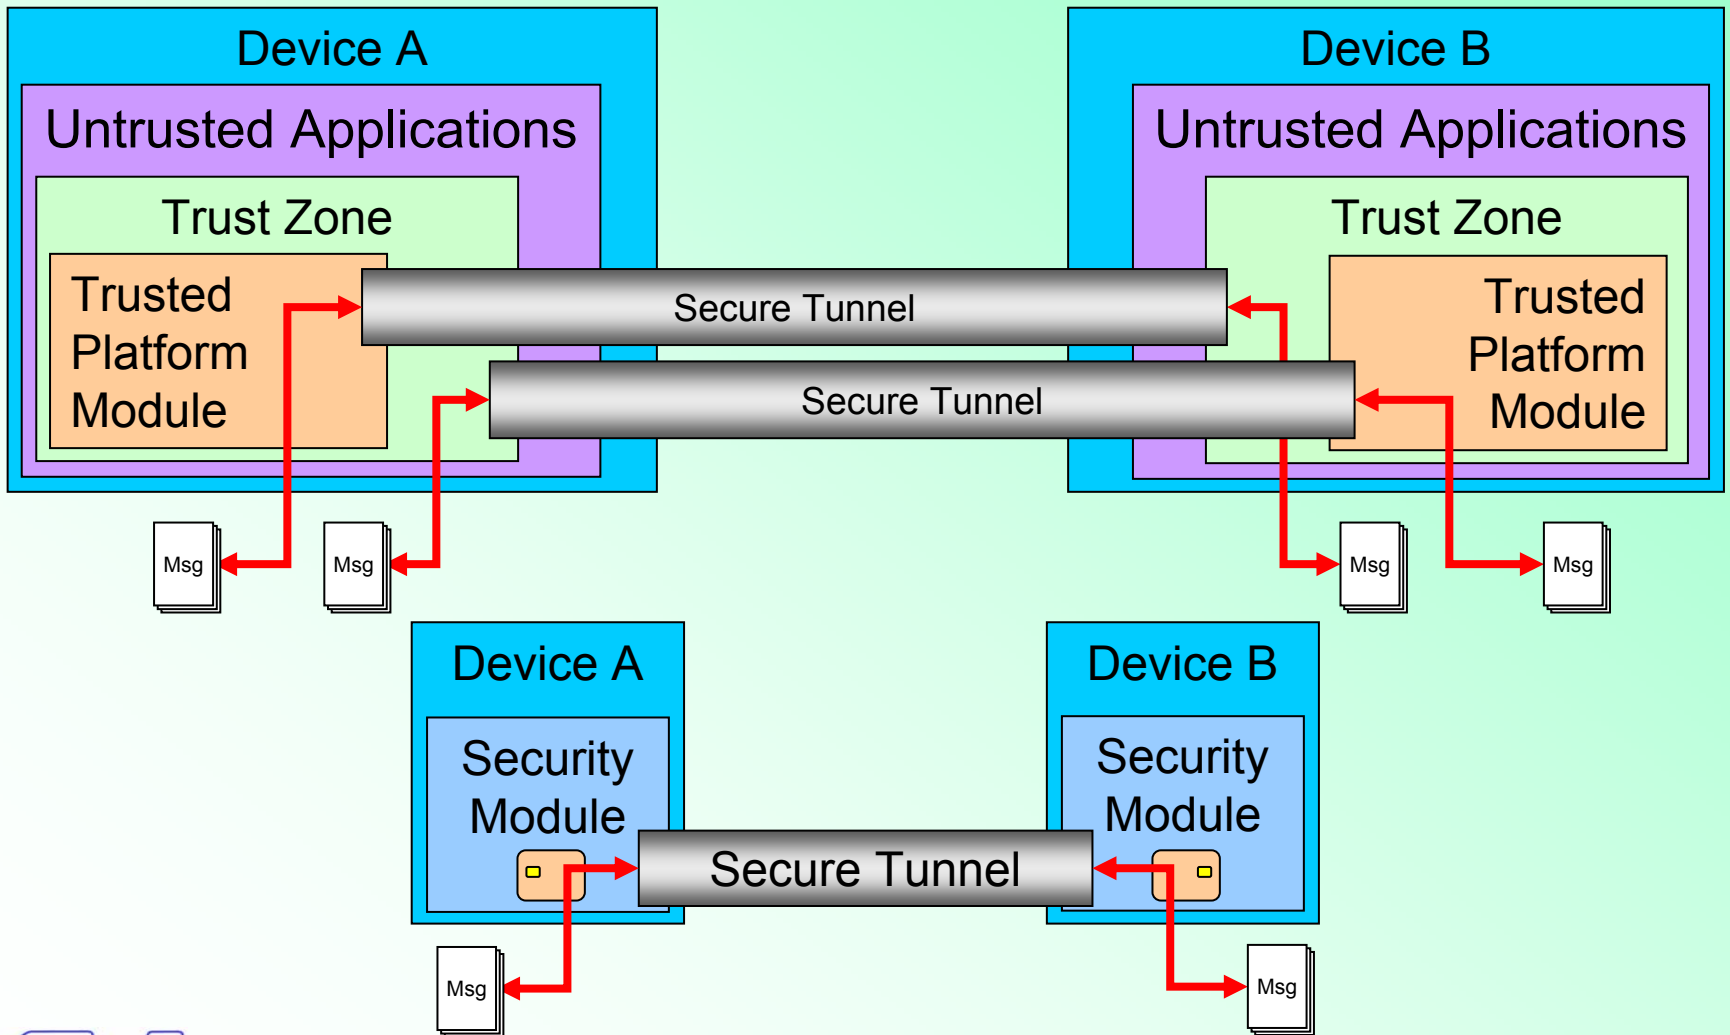 Device A
Untrusted Applications
Trust Zone
Trusted
Platform
Module
Device B
Untrusted Applications
Trust Zone
Trusted
Platform
Module
Secure Tunnel
Secure Tunnel
Msg
Msg
Msg
Msg
Device A
Security
Module
Device B
Security
Module
Secure Tunnel
Msg
Msg